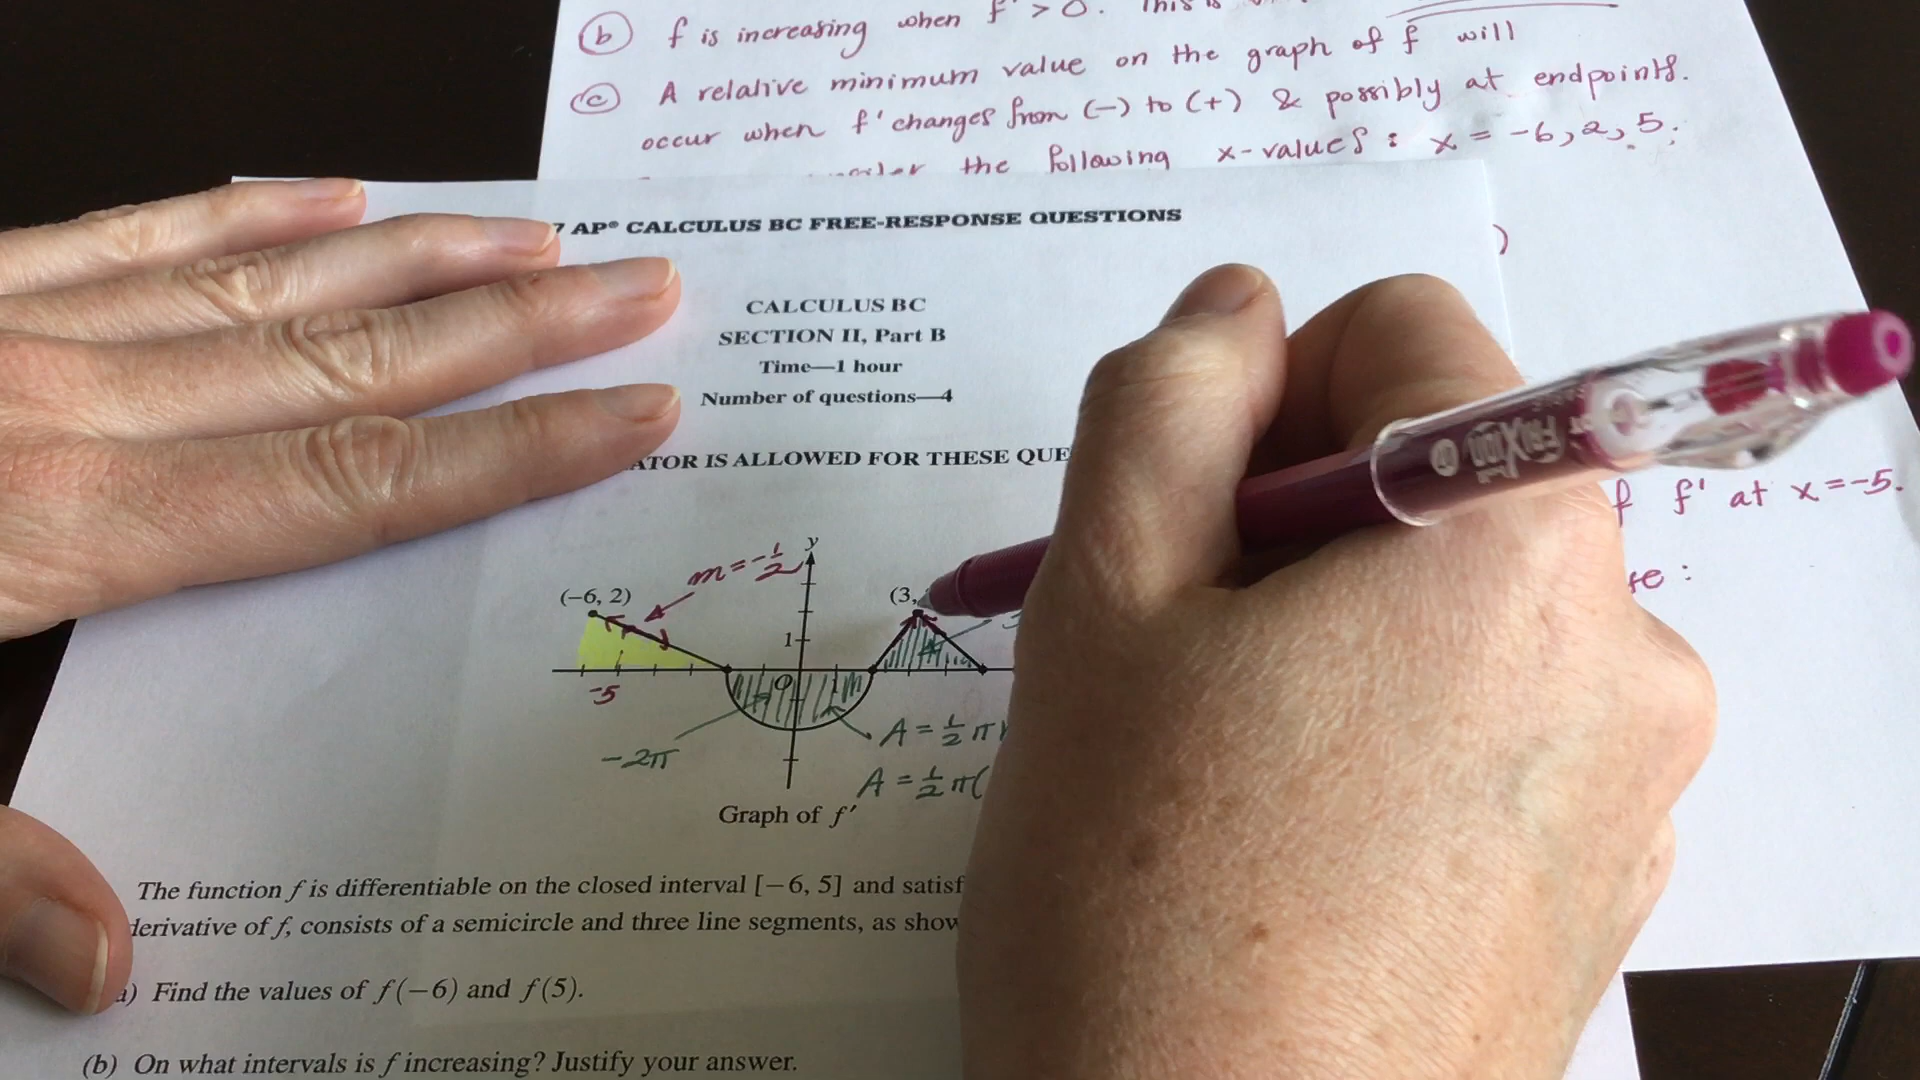 (b) f is increasing when f' > 0. This is
(c) A relative minimum value on the graph of f will
occur when f' changes from (−) to (+) & possibly at endpoints.
the following x-values: x = -6, 2, 5.
7 AP® CALCULUS BC FREE-RESPONSE QUESTIONS
)
CALCULUS BC
SECTION II, Part B
Time—1 hour
Number of questions—4
ATOR IS ALLOWED FOR THESE QUE
f f' at x = -5.
FRIXION
y
m = -1/2
(−6, 2)
(3,
1
O
-5
-2π
A = 1/2 π
A = 1/2 π(
Graph of f′
The function f is differentiable on the closed interval [−6, 5] and satisf
derivative of f, consists of a semicircle and three line segments, as show
a) Find the values of f(−6) and f(5).
(b) On what intervals is f increasing? Justify your answer.